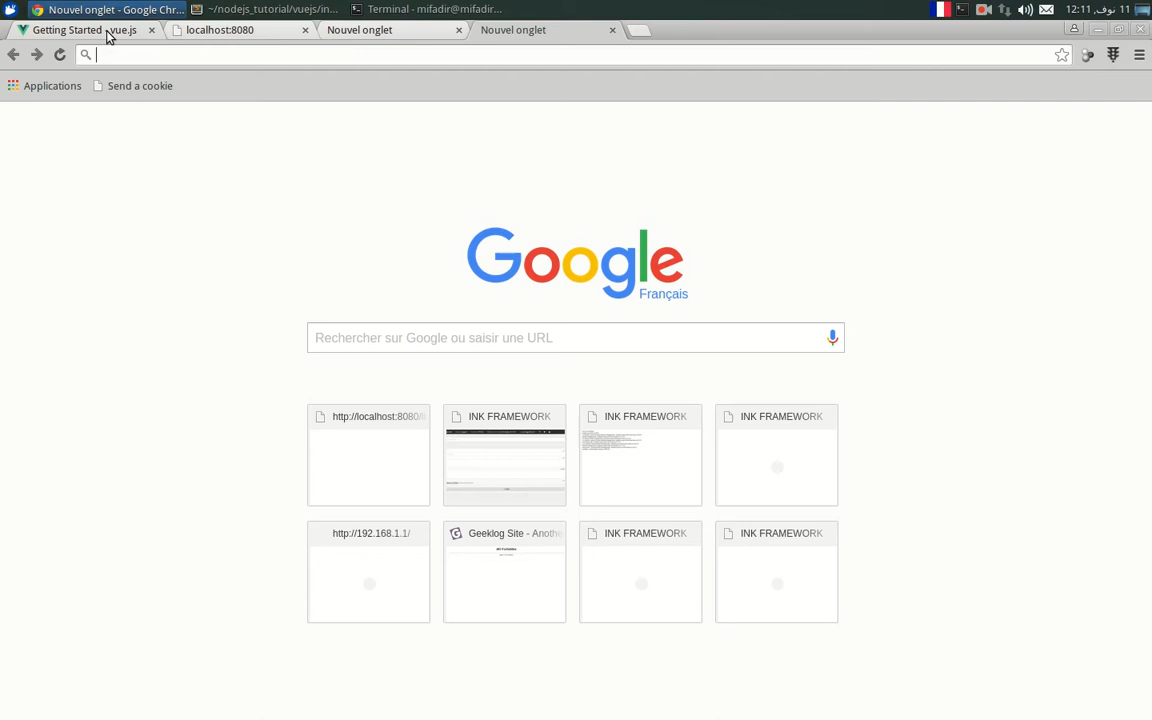 Nouvel onglet - Google Chr...
~/nodejs_tutorial/vuejs/in...
Terminal - mifadir@mifadir...
12:11 ,نوف 11
Getting Started - vue.js
localhost:8080
Nouvel onglet
Nouvel onglet
Applications
Send a cookie
Google
Français
Rechercher sur Google ou saisir une URL
http://localhost:8080/
INK FRAMEWORK
INK FRAMEWORK
INK FRAMEWORK
http://192.168.1.1/
Geeklog Site - Anothe
INK FRAMEWORK
INK FRAMEWORK